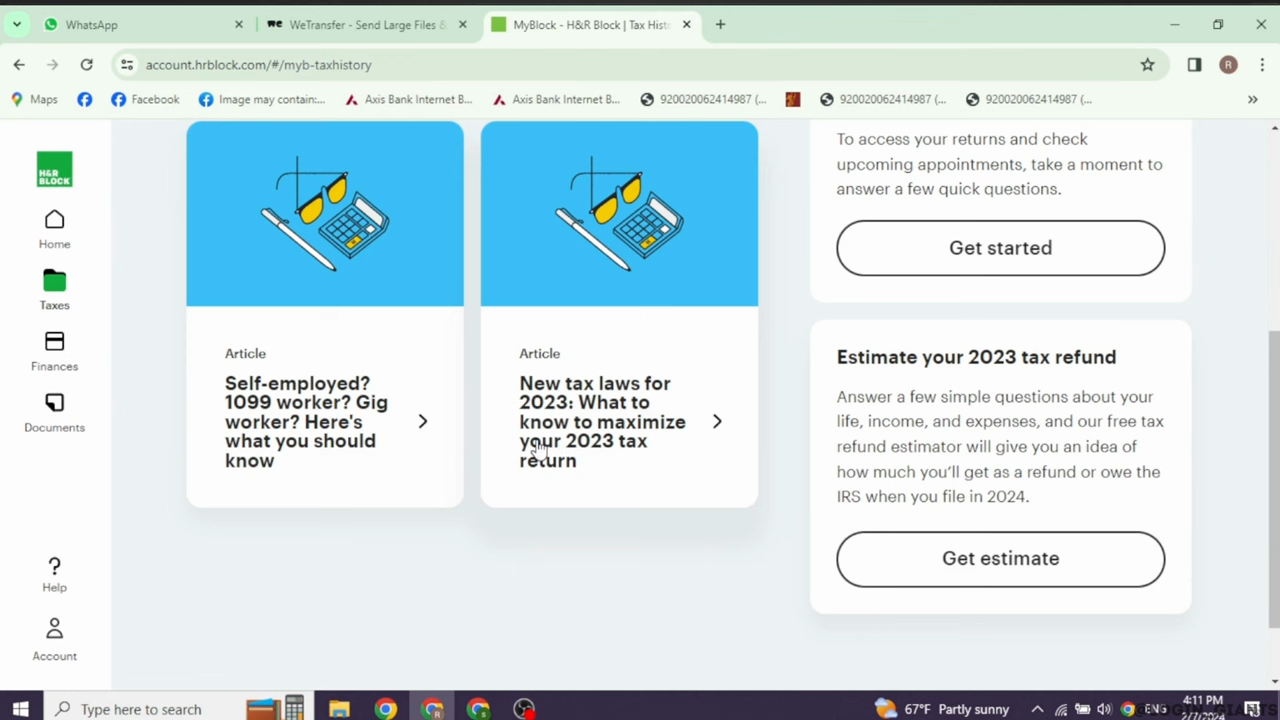 WhatsApp
WeTransfer - Send Large Files &
MyBlock - H&R Block | Tax Hist
account.hrblock.com/#/myb-taxhistory
R
Maps
Facebook
Image may contain:...
Axis Bank Internet B...
Axis Bank Internet B...
920020062414987 (...
920020062414987 (...
920020062414987 (...
H&R
BLOCK
Home
Taxes
Finances
Documents
Help
Account
Article
Self-employed?
1099 worker? Gig
worker? Here's
what you should
know
Article
New tax laws for
2023: What to
know to maximize
your 2023 tax
return
To access your returns and check
upcoming appointments, take a moment to
answer a few quick questions.
Get started
Estimate your 2023 tax refund
Answer a few simple questions about your
life, income, and expenses, and our free tax
refund estimator will give you an idea of
how much you'll get as a refund or owe the
IRS when you file in 2024.
Get estimate
Type here to search
67°F Partly sunny
ENG
4:11 PM
2/7/2024